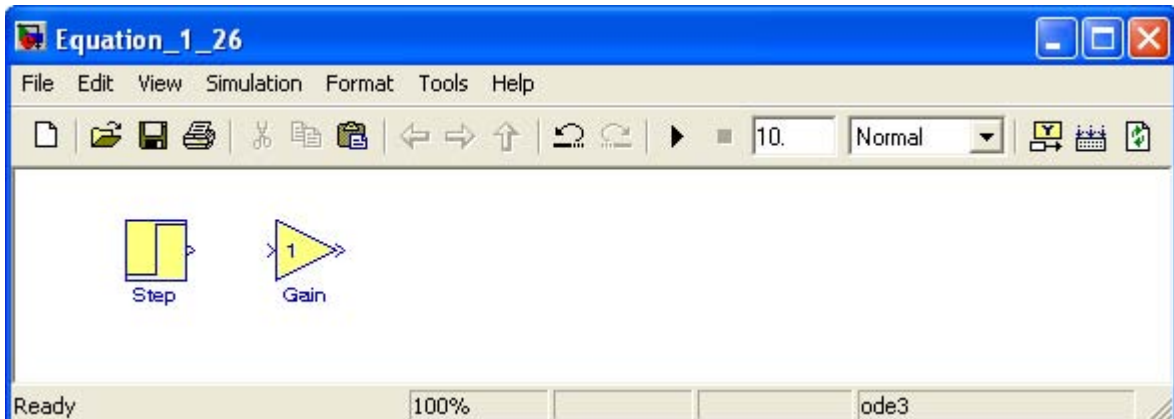 Equation_1_26
File Edit View Simulation Format Tools Help
10. Normal
1
Step Gain
Ready 100% ode3